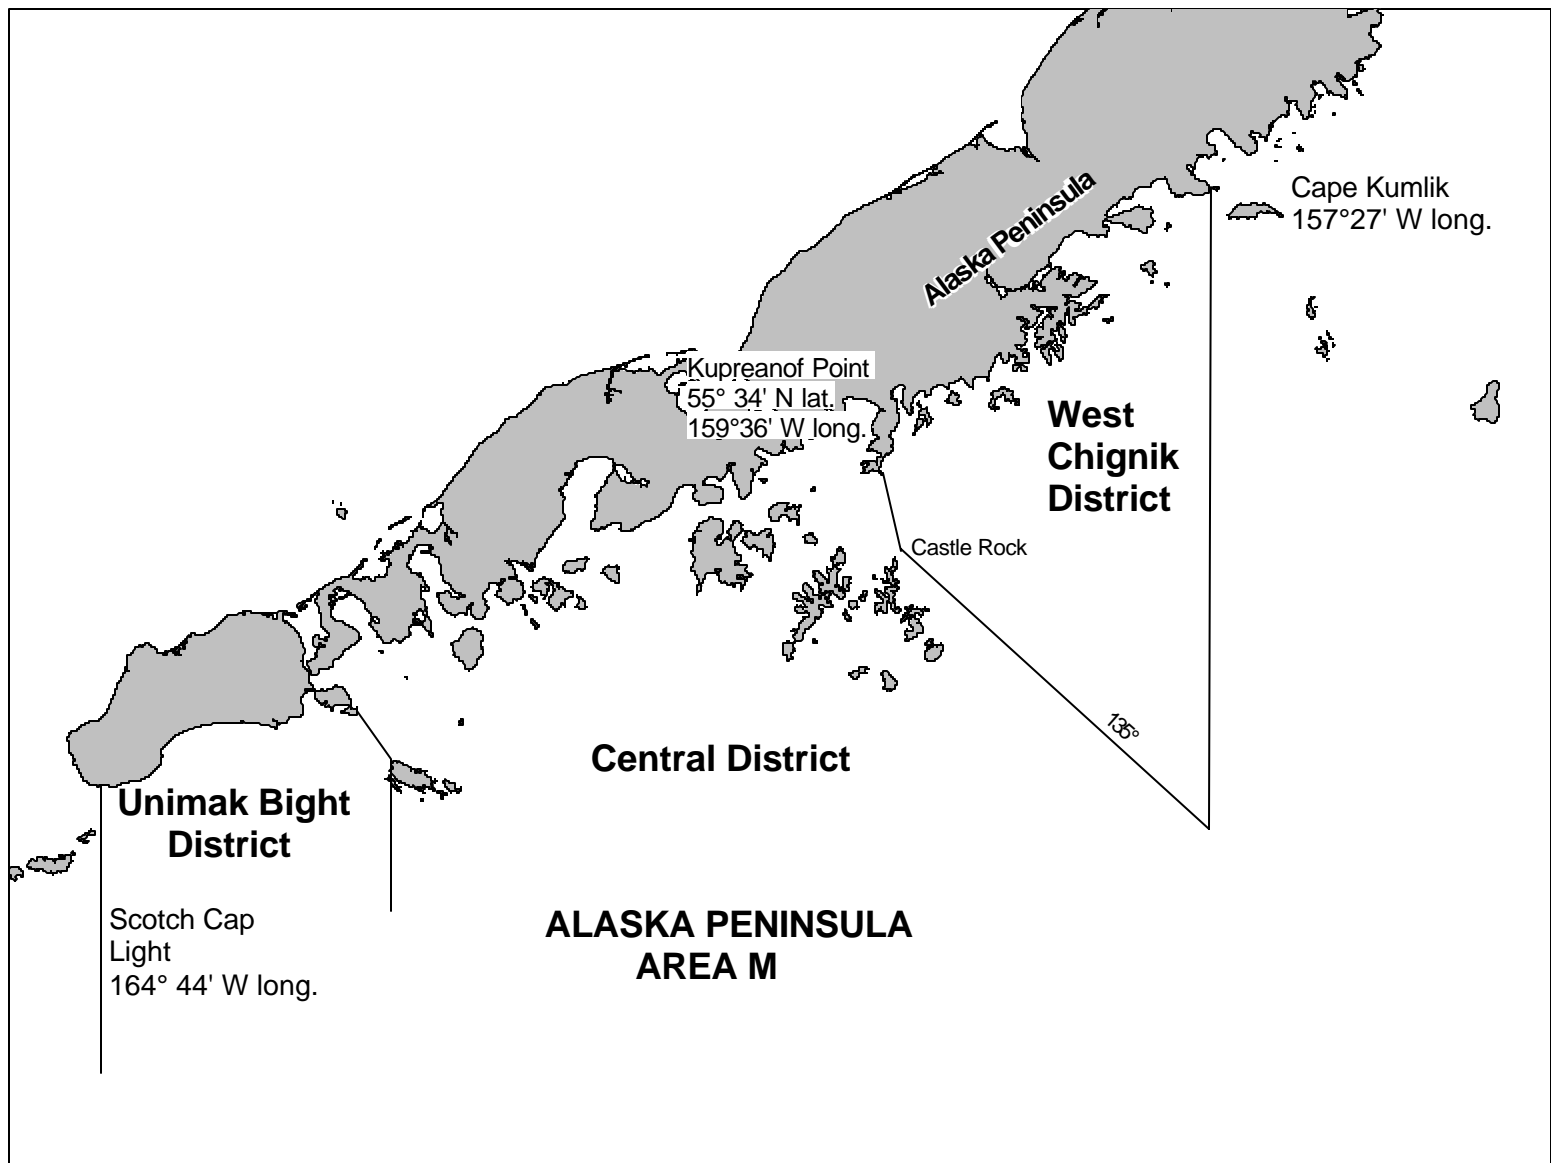 Cape Kumlik
157°27' W long.
Alaska Peninsula
Kupreanof Point
55° 34' N lat.
159°36' W long.
West
Chignik
District
Castle Rock
135°
Central District
Unimak Bight
District
Scotch Cap
Light
164° 44' W long.
ALASKA PENINSULA
AREA M